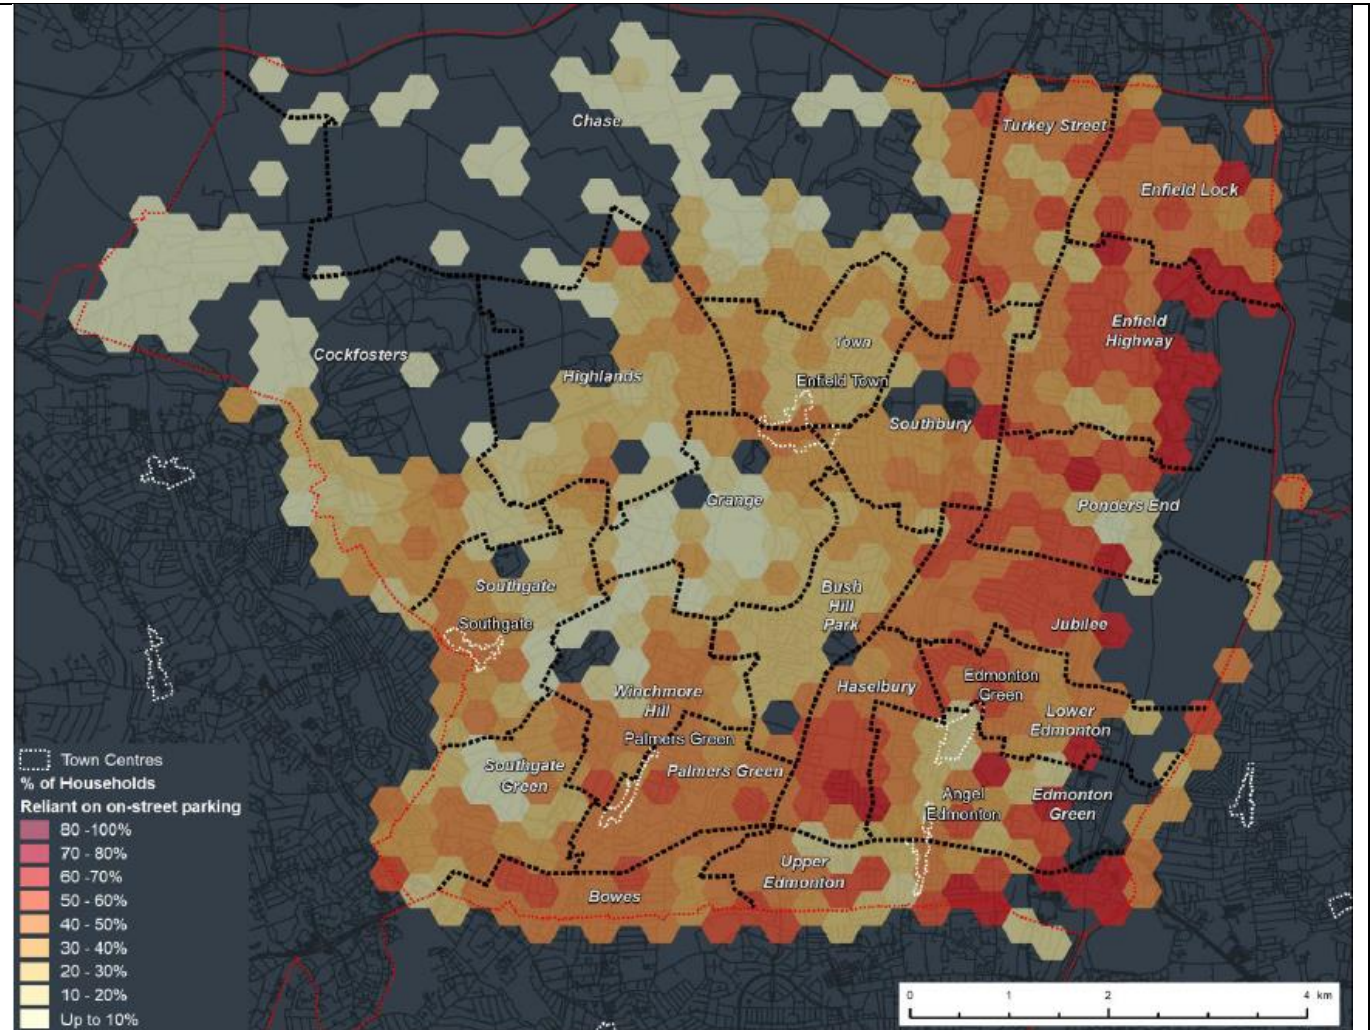 Chase
Turkey Street
Enfield Lock
Enfield
Highway
Cockfosters
Town
Highlands
Enfield Town
Southbury
Grange
Ponders End
Southgate
Bush
Hill
Park
Southgate
Jubilee
Haselbury
Edmonton
Green
Winchmore
Hill
Lower
Edmonton
Palmers Green
Southgate
Green
Palmers Green
Angel
Edmonton
Edmonton
Green
Upper
Edmonton
Bowes
Town Centres
% of Households
Reliant on on-street parking
80 -100%
70 - 80%
60 -70%
50 - 60%
40 - 50%
30 - 40%
20 - 30%
10 - 20%
Up to 10%
0 1 2 4 km